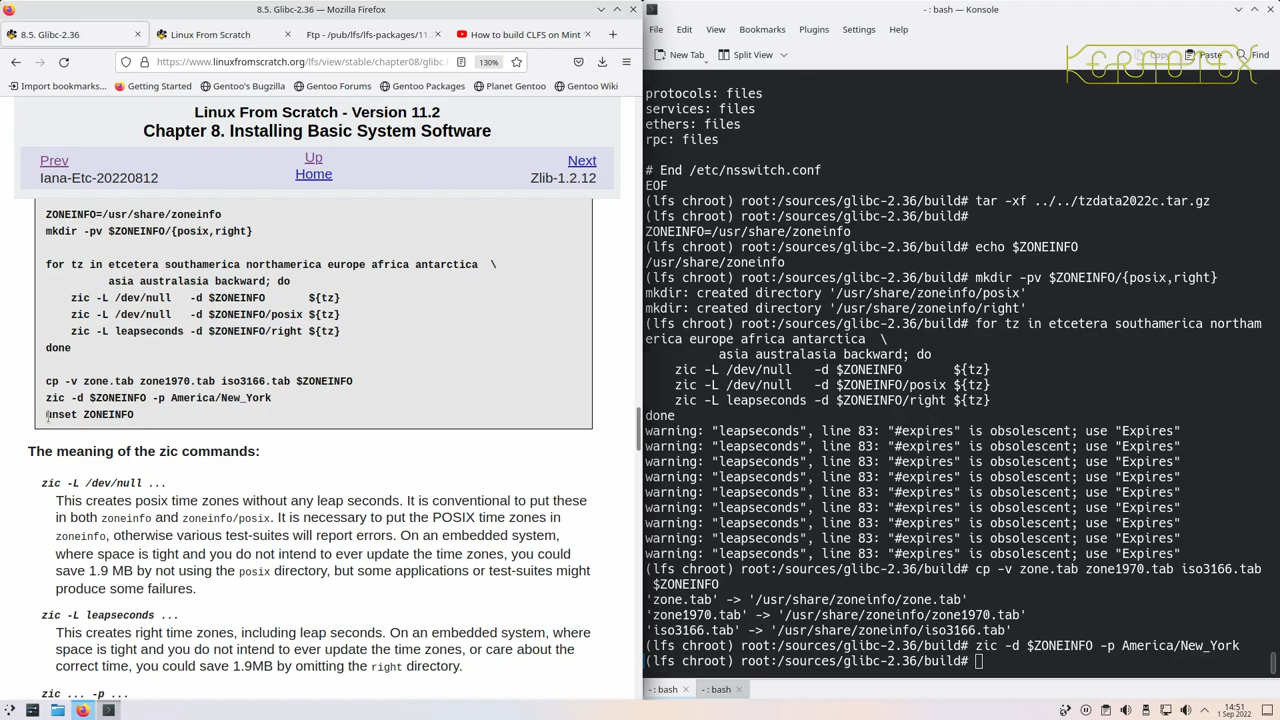 8.5. Glibc-2.36 — Mozilla Firefox
8.5. Glibc-2.36
Linux From Scratch
Ftp - /pub/lfs/lfs-packages/11.
How to build CLFS on Mint
https://www.linuxfromscratch.org/lfs/view/stable/chapter08/glibc.
130%
Import bookmarks...
Getting Started
Gentoo's Bugzilla
Gentoo Forums
Gentoo Packages
Planet Gentoo
Gentoo Wiki
Linux From Scratch - Version 11.2
Chapter 8. Installing Basic System Software
Prev
Up
Next
Iana-Etc-20220812
Home
Zlib-1.2.12
ZONEINFO=/usr/share/zoneinfo
mkdir -pv $ZONEINFO/{posix,right}
for tz in etcetera southamerica northamerica europe africa antarctica  \
asia australasia backward; do
zic -L /dev/null   -d $ZONEINFO       ${tz}
zic -L /dev/null   -d $ZONEINFO/posix ${tz}
zic -L leapseconds -d $ZONEINFO/right ${tz}
done
cp -v zone.tab zone1970.tab iso3166.tab $ZONEINFO
zic -d $ZONEINFO -p America/New_York
unset ZONEINFO
The meaning of the zic commands:
zic -L /dev/null ...
This creates posix time zones without any leap seconds. It is conventional to put these
in both zoneinfo and zoneinfo/posix. It is necessary to put the POSIX time zones in
zoneinfo, otherwise various test-suites will report errors. On an embedded system,
where space is tight and you do not intend to ever update the time zones, you could
save 1.9 MB by not using the posix directory, but some applications or test-suites might
produce some failures.
zic -L leapseconds ...
This creates right time zones, including leap seconds. On an embedded system, where
space is tight and you do not intend to ever update the time zones, or care about the
correct time, you could save 1.9MB by omitting the right directory.
zic ... -p ...
- : bash — Konsole
File
Edit
View
Bookmarks
Plugins
Settings
Help
New Tab
Split View
Copy
Paste
Find
KERAPLEX
protocols: files
services: files
ethers: files
rpc: files
# End /etc/nsswitch.conf
EOF
(lfs chroot) root:/sources/glibc-2.36/build# tar -xf ../../tzdata2022c.tar.gz
(lfs chroot) root:/sources/glibc-2.36/build#
ZONEINFO=/usr/share/zoneinfo
(lfs chroot) root:/sources/glibc-2.36/build# echo $ZONEINFO
/usr/share/zoneinfo
(lfs chroot) root:/sources/glibc-2.36/build# mkdir -pv $ZONEINFO/{posix,right}
mkdir: created directory '/usr/share/zoneinfo/posix'
mkdir: created directory '/usr/share/zoneinfo/right'
(lfs chroot) root:/sources/glibc-2.36/build# for tz in etcetera southamerica northam
erica europe africa antarctica  \
asia australasia backward; do
zic -L /dev/null   -d $ZONEINFO       ${tz}
zic -L /dev/null   -d $ZONEINFO/posix ${tz}
zic -L leapseconds -d $ZONEINFO/right ${tz}
done
warning: "leapseconds", line 83: "#expires" is obsolescent; use "Expires"
warning: "leapseconds", line 83: "#expires" is obsolescent; use "Expires"
warning: "leapseconds", line 83: "#expires" is obsolescent; use "Expires"
warning: "leapseconds", line 83: "#expires" is obsolescent; use "Expires"
warning: "leapseconds", line 83: "#expires" is obsolescent; use "Expires"
warning: "leapseconds", line 83: "#expires" is obsolescent; use "Expires"
warning: "leapseconds", line 83: "#expires" is obsolescent; use "Expires"
warning: "leapseconds", line 83: "#expires" is obsolescent; use "Expires"
warning: "leapseconds", line 83: "#expires" is obsolescent; use "Expires"
(lfs chroot) root:/sources/glibc-2.36/build# cp -v zone.tab zone1970.tab iso3166.tab
$ZONEINFO
'zone.tab' -> '/usr/share/zoneinfo/zone.tab'
'zone1970.tab' -> '/usr/share/zoneinfo/zone1970.tab'
'iso3166.tab' -> '/usr/share/zoneinfo/iso3166.tab'
(lfs chroot) root:/sources/glibc-2.36/build# zic -d $ZONEINFO -p America/New_York
(lfs chroot) root:/sources/glibc-2.36/build#
- : bash
- : bash
14:51
1 Sep 2022